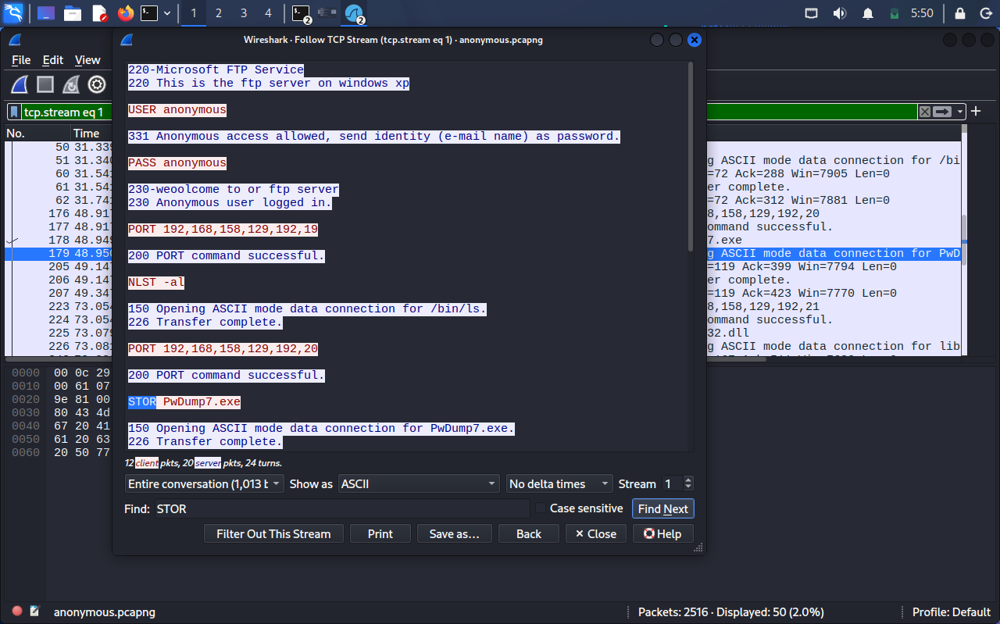 1
2
3
4
2
2
5:50
Wireshark · Follow TCP Stream (tcp.stream eq 1) · anonymous.pcapng
File Edit View
tcp.stream eq 1
No. Time
50 31.339
51 31.340 g ASCII mode data connection for /bi
60 31.541 =72 Ack=288 Win=7905 Len=0
61 31.541 er complete.
62 31.741 =72 Ack=312 Win=7881 Len=0
176 48.917 8,158,129,192,20
177 48.917 ommand successful.
178 48.949 7.exe
179 48.950 g ASCII mode data connection for PwD
205 49.147 =119 Ack=399 Win=7794 Len=0
206 49.147 er complete.
207 49.347 =119 Ack=423 Win=7770 Len=0
223 73.054 8,158,129,192,21
224 73.054 ommand successful.
225 73.079 32.dll
226 73.081 g ASCII mode data connection for lib
0000 00 0c 29
0010 00 61 07
0020 9e 81 00
0030 80 43 4d
0040 67 20 41
0050 61 20 63
0060 20 50 77
220-Microsoft FTP Service
220 This is the ftp server on windows xp
USER anonymous
331 Anonymous access allowed, send identity (e-mail name) as password.
PASS anonymous
230-weoolcome to or ftp server
230 Anonymous user logged in.
PORT 192,168,158,129,192,19
200 PORT command successful.
NLST -al
150 Opening ASCII mode data connection for /bin/ls.
226 Transfer complete.
PORT 192,168,158,129,192,20
200 PORT command successful.
STOR PwDump7.exe
150 Opening ASCII mode data connection for PwDump7.exe.
226 Transfer complete.
12 client pkts, 20 server pkts, 24 turns.
Entire conversation (1,013 b Show as ASCII No delta times Stream 1
Find: STOR Case sensitive Find Next
Filter Out This Stream Print Save as… Back Close Help
anonymous.pcapng Packets: 2516 · Displayed: 50 (2.0%) Profile: Default